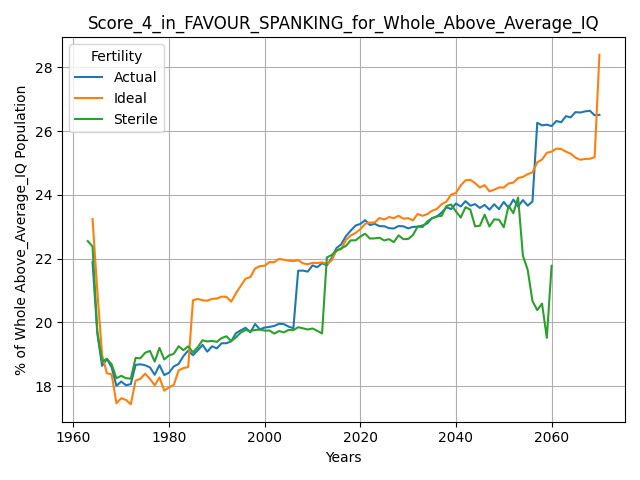 Score_4_in_FAVOUR_SPANKING_for_Whole_Above_Average_IQ
Fertility
Actual
Ideal
Sterile
% of Whole Above_Average_IQ Population
28
26
24
22
20
18
1960 1980 2000 2020 2040 2060
Years